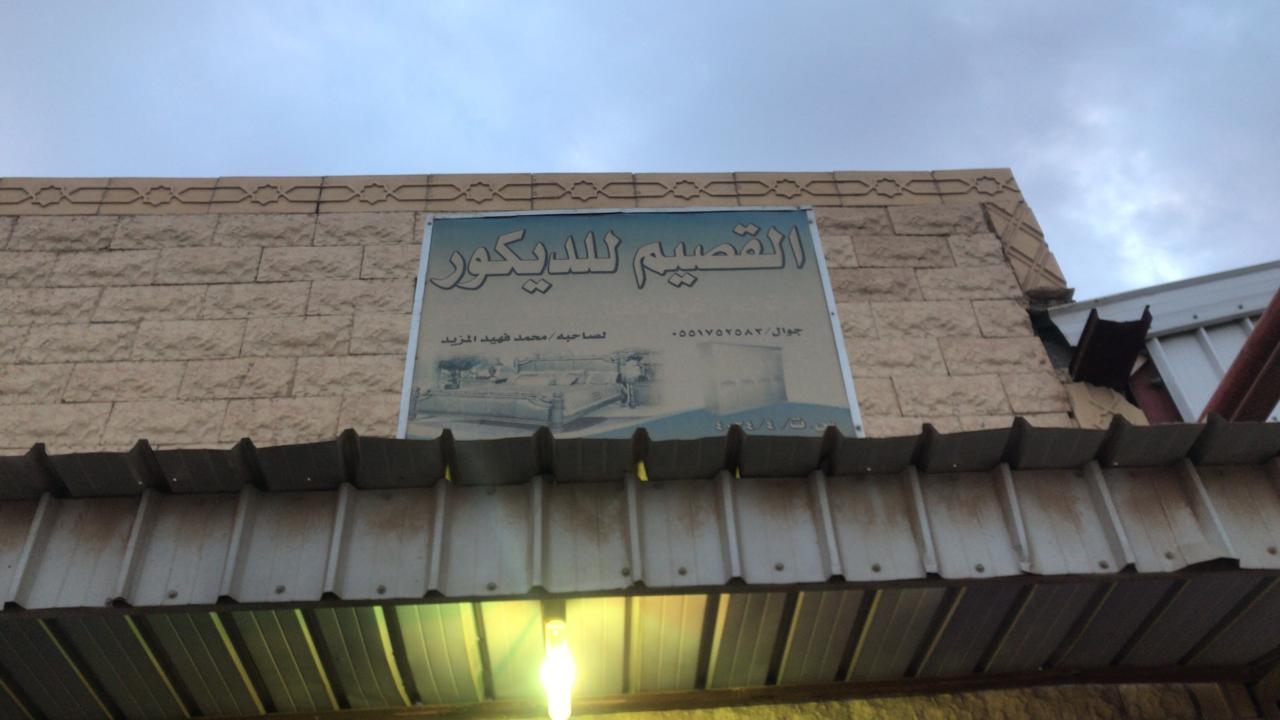 القصيم للديكور
جوال/٠٥٥١٧٥٢٥٨٢ لصاحبه/محمد فهيد المزيد
س.ت/